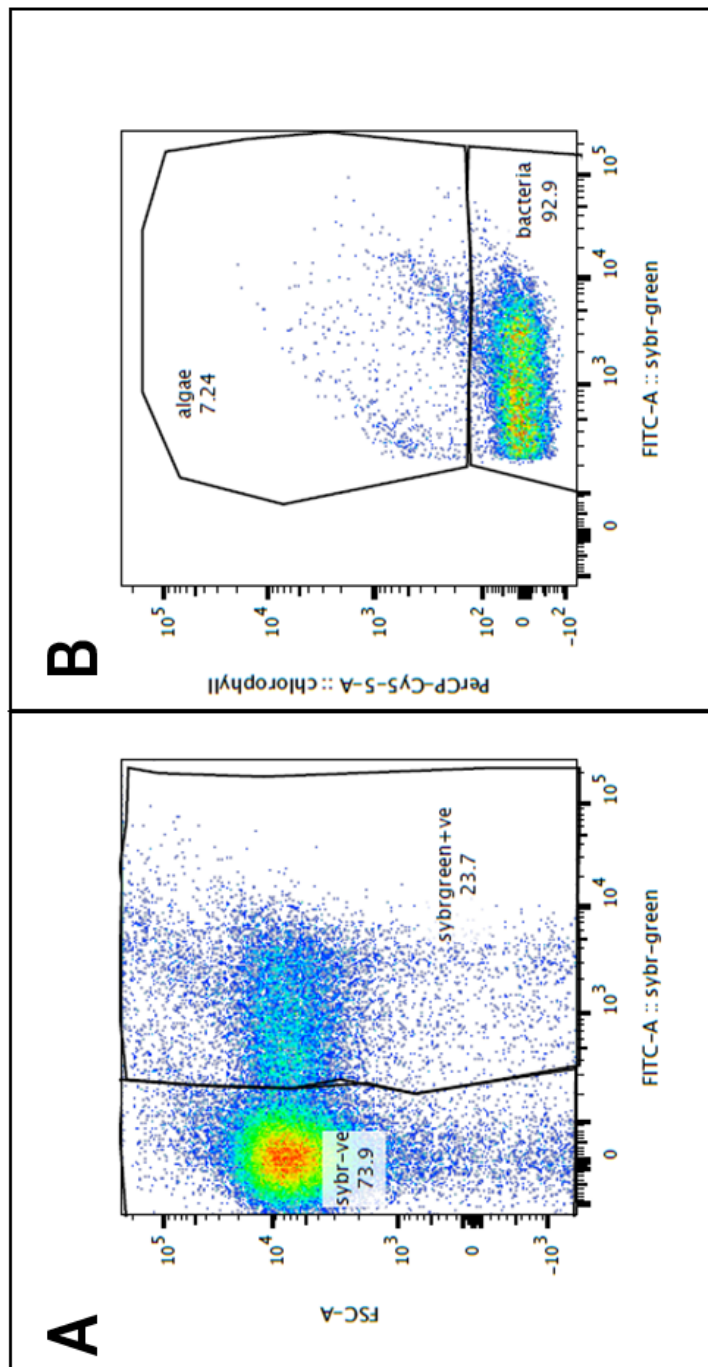 A
FSC-A
10^5
10^4
10^3
0
-10^3
sybr-ve
73.9
sybrgreen+ve
23.7
0
10^3
10^4
10^5
FITC-A :: sybr-green
B
PerCP-Cy5-5-A :: chlorophyll
10^5
10^4
10^3
10^2
0
-10^2
algae
7.24
bacteria
92.9
0
10^3
10^4
10^5
FITC-A :: sybr-green